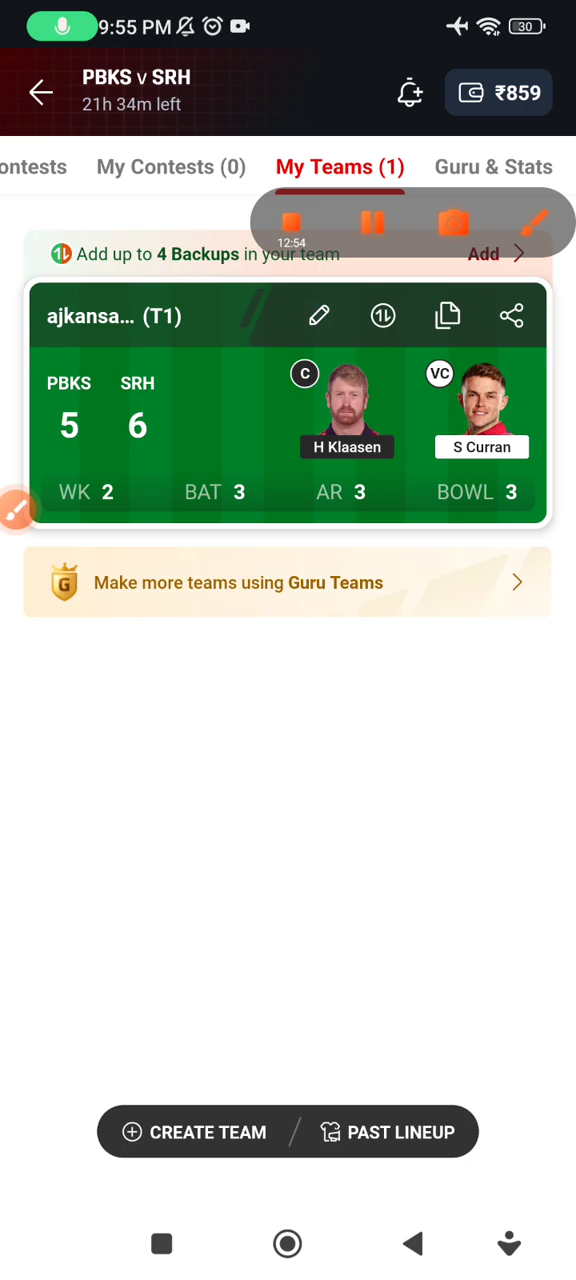 9:55 PM
30
PBKS v SRH
21h 34m left
₹859
ontests My Contests (0) My Teams (1) Guru & Stats
12:54
Add up to 4 Backups in your team Add
ajkansa... (T1)
PBKS SRH C VC
5 6
H Klaasen S Curran
WK 2 BAT 3 AR 3 BOWL 3
G Make more teams using Guru Teams
CREATE TEAM PAST LINEUP